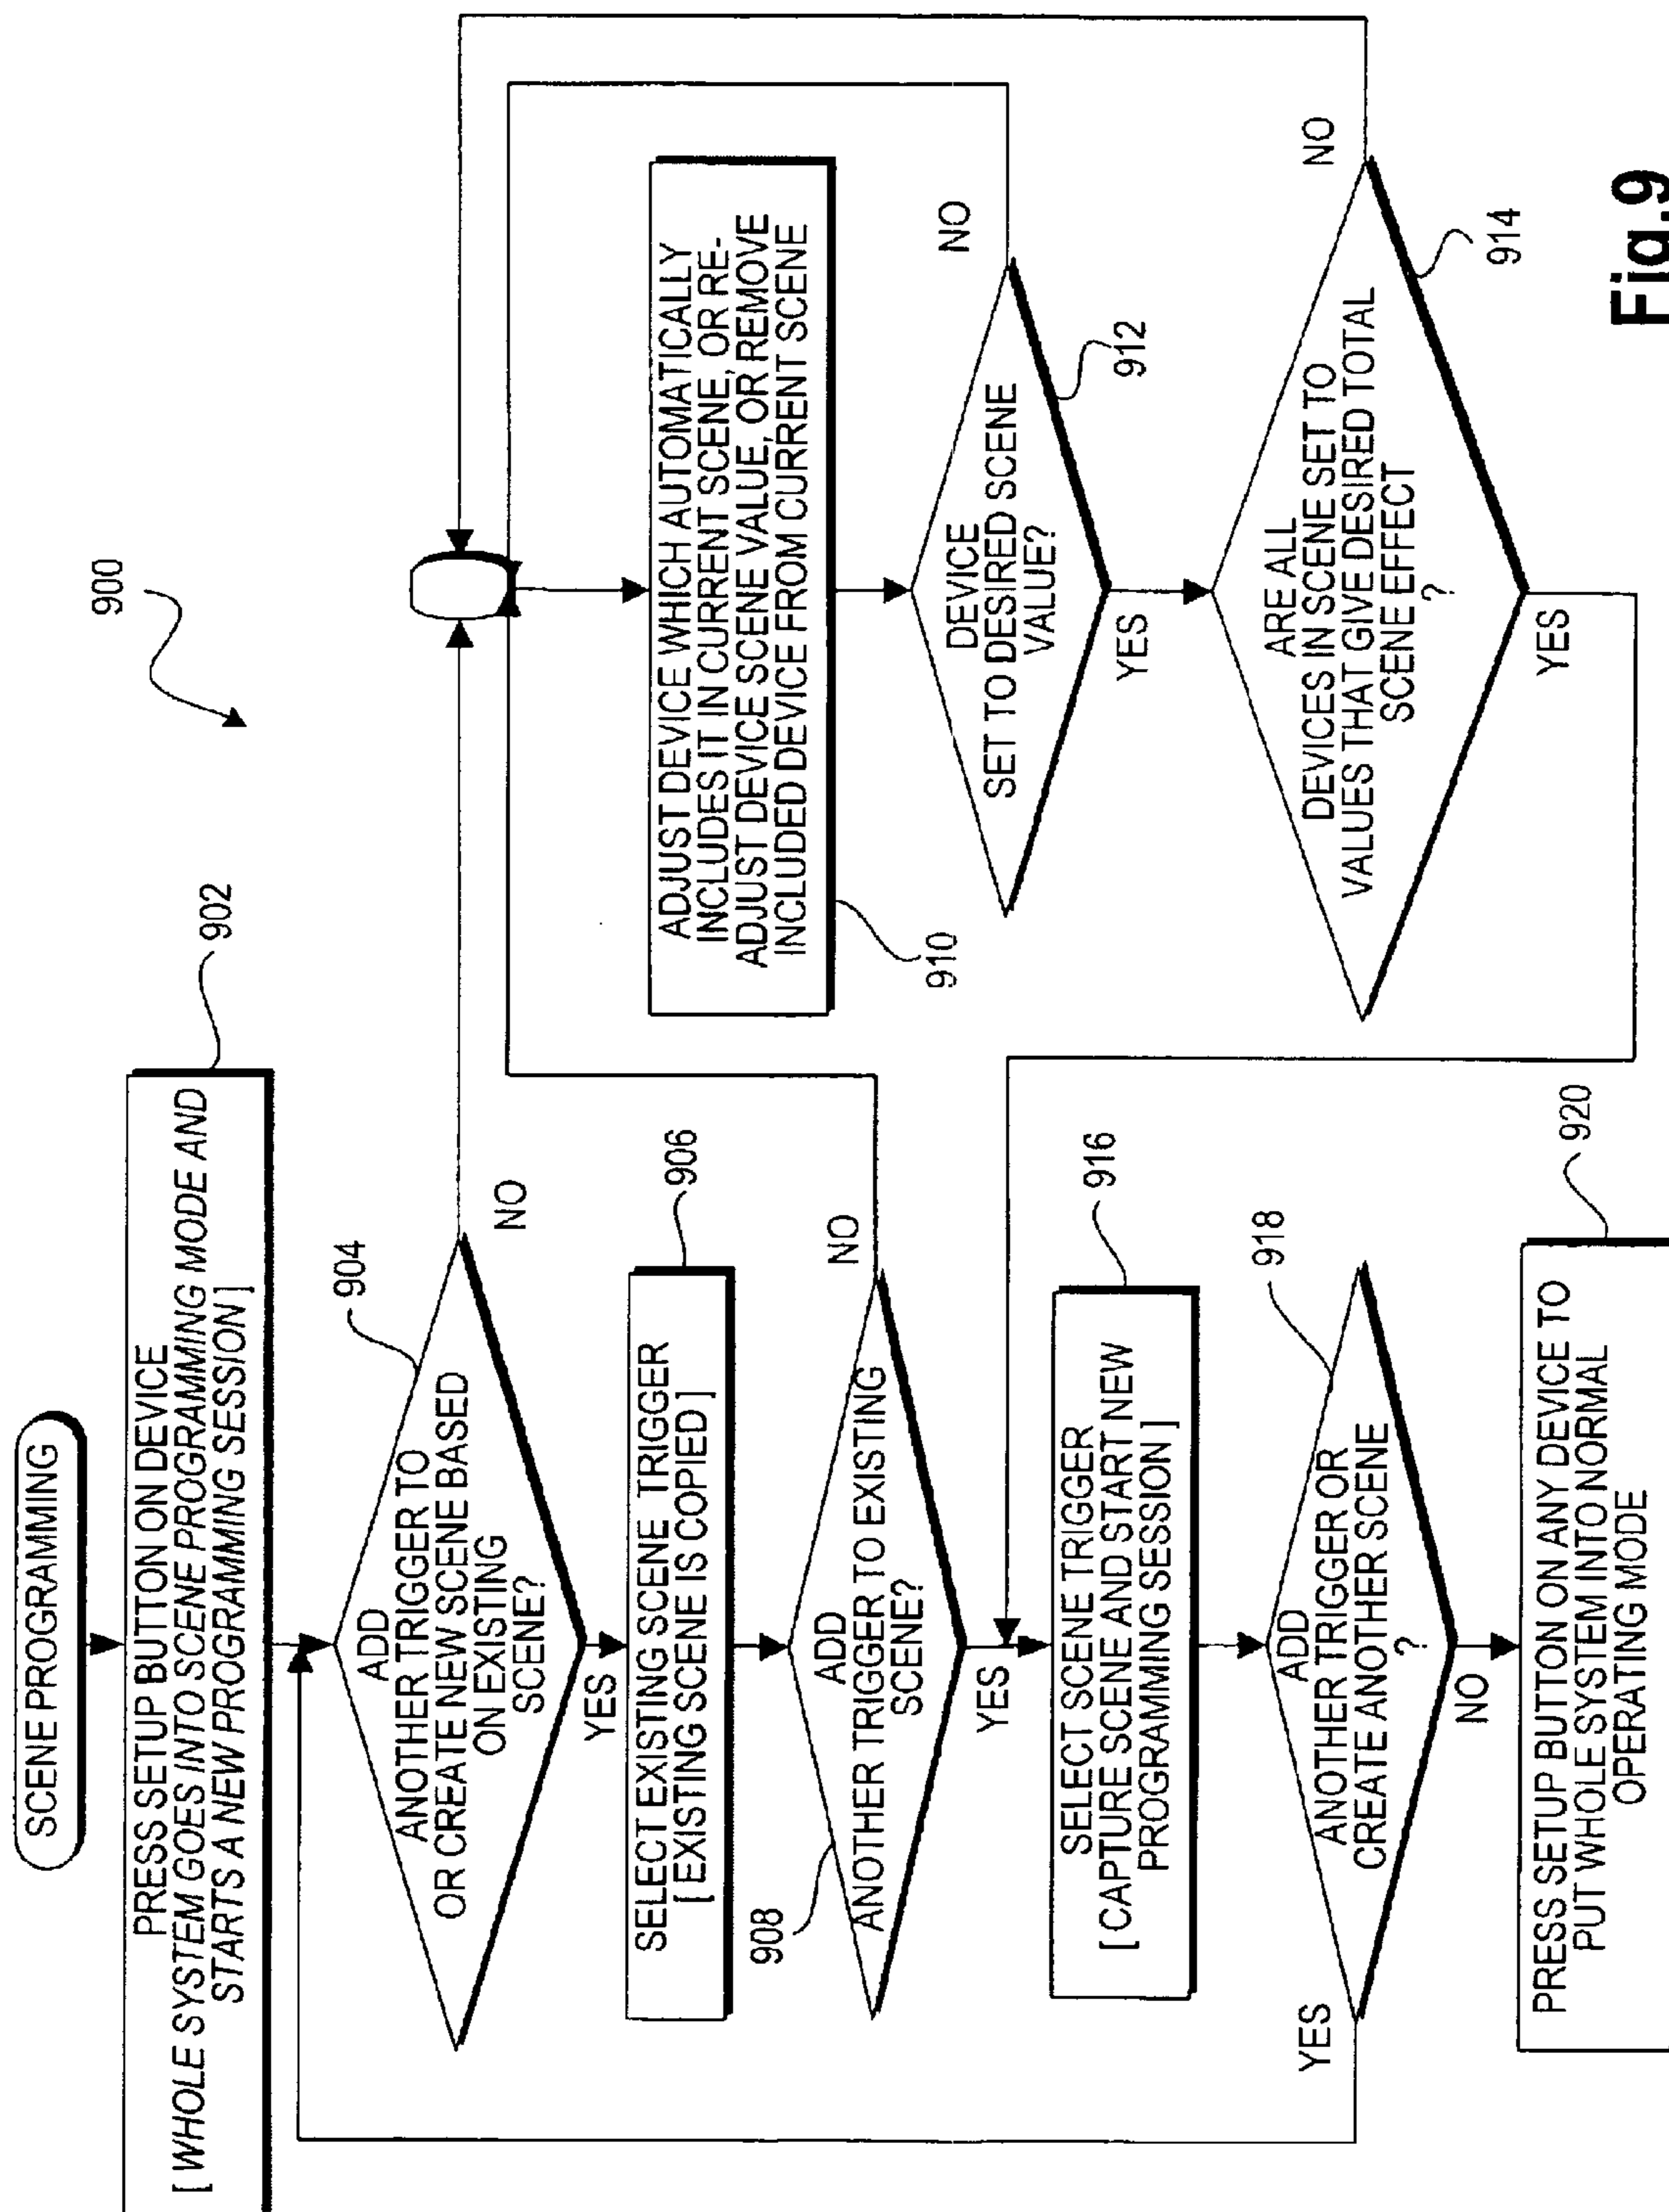 SCENE PROGRAMMING
900
PRESS SETUP BUTTON ON DEVICE
[ WHOLE SYSTEM GOES INTO SCENE PROGRAMMING MODE AND
STARTS A NEW PROGRAMMING SESSION ]
902
ADD
ANOTHER TRIGGER TO
OR CREATE NEW SCENE BASED
ON EXISTING
SCENE?
904
NO
YES
SELECT EXISTING SCENE TRIGGER
[ EXISTING SCENE IS COPIED ]
906
ADD
ANOTHER TRIGGER TO EXISTING
SCENE?
908
NO
YES
SELECT SCENE TRIGGER
[ CAPTURE SCENE AND START NEW
PROGRAMMING SESSION ]
916
ADD
ANOTHER TRIGGER OR
CREATE ANOTHER SCENE
?
918
YES
NO
PRESS SETUP BUTTON ON ANY DEVICE TO
PUT WHOLE SYSTEM INTO NORMAL
OPERATING MODE
920
ADJUST DEVICE WHICH AUTOMATICALLY
INCLUDES IT IN CURRENT SCENE, OR RE-
ADJUST DEVICE SCENE VALUE, OR REMOVE
INCLUDED DEVICE FROM CURRENT SCENE
910
DEVICE
SET TO DESIRED SCENE
VALUE?
912
NO
YES
ARE ALL
DEVICES IN SCENE SET TO
VALUES THAT GIVE DESIRED TOTAL
SCENE EFFECT
?
914
NO
YES
Fig.9